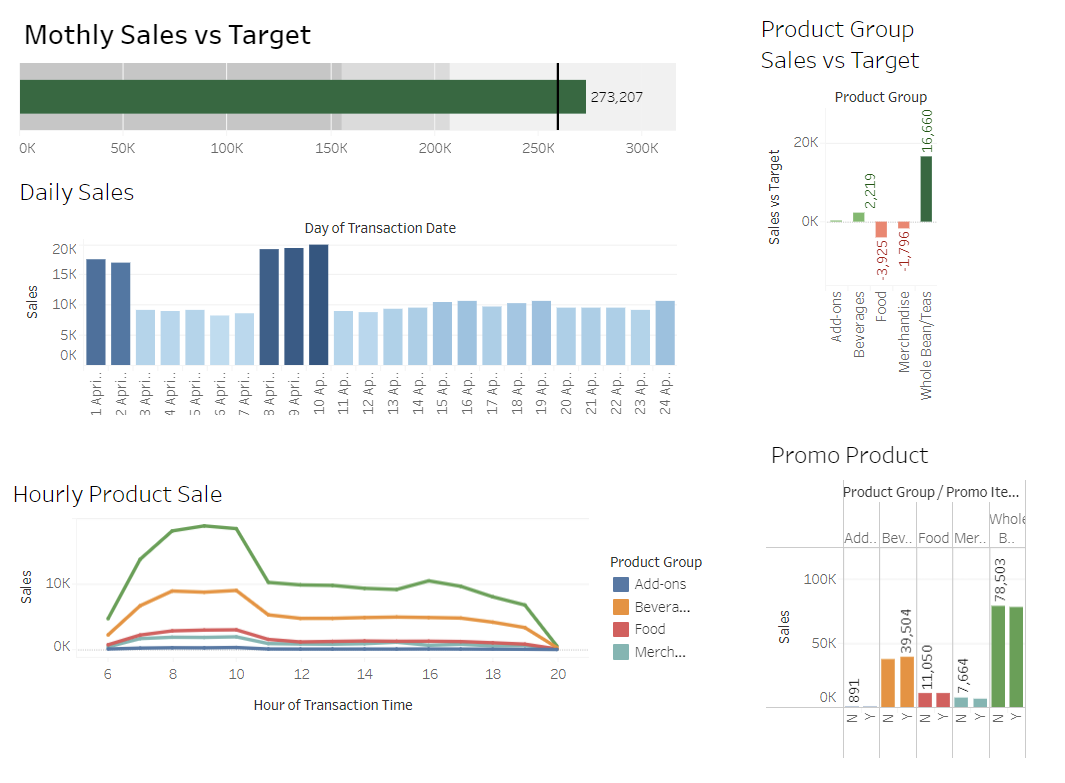 Mothly Sales vs Target
273,207
0K 50K 100K 150K 200K 250K 300K
Daily Sales
Day of Transaction Date
Sales
20K
15K
10K
5K
0K
1 Apri..
2 Apri..
3 Apri..
4 Apri..
5 Apri..
6 Apri..
7 Apri..
8 Apri..
9 Apri..
10 Ap..
11 Ap..
12 Ap..
13 Ap..
14 Ap..
15 Ap..
16 Ap..
17 Ap..
18 Ap..
19 Ap..
20 Ap..
21 Ap..
22 Ap..
23 Ap..
24 Ap..
Product Group
Sales vs Target
Product Group
Sales vs Target
20K
0K
2,219
-3,925
-1,796
16,660
Add-ons
Beverages
Food
Merchandise
Whole Bean/Teas
Hourly Product Sale
Sales
10K
0K
6 8 10 12 14 16 18 20
Hour of Transaction Time
Product Group
Add-ons
Bevera...
Food
Merch...
Promo Product
Product Group / Promo Ite...
Add.. Bev.. Food Mer.. Whole
B..
Sales
100K
50K
0K
891
39,504
11,050
7,664
78,503
N Y N Y N Y N Y N Y